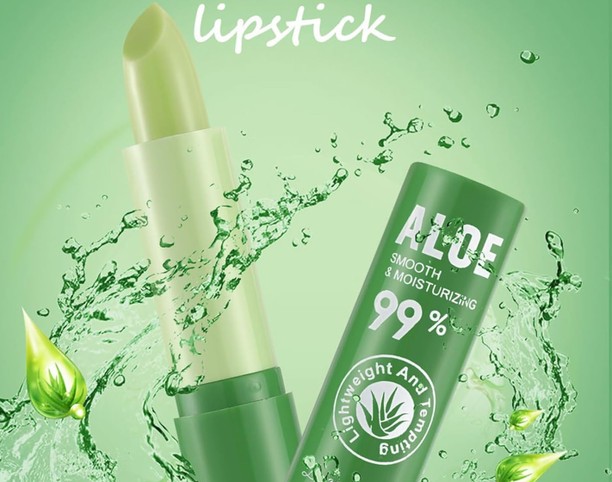 lipstick
ALOE
SMOOTH
& MOISTURIZING
99%
Lightweight And Tempting